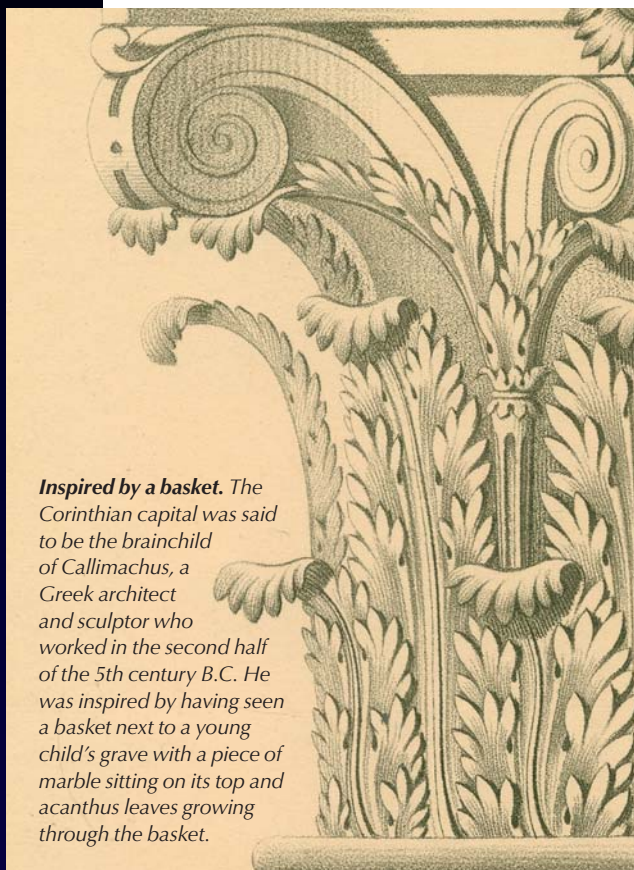 Inspired by a basket. The
Corinthian capital was said
to be the brainchild
of Callimachus, a
Greek architect
and sculptor who
worked in the second half
of the 5th century B.C. He
was inspired by having seen
a basket next to a young
child’s grave with a piece of
marble sitting on its top and
acanthus leaves growing
through the basket.